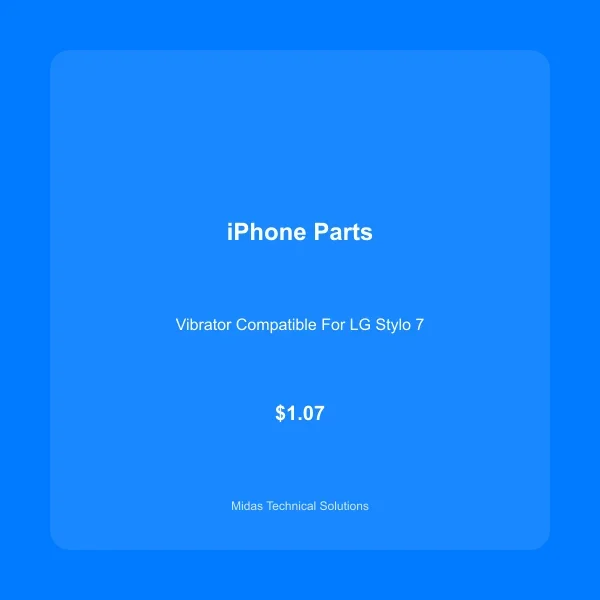 iPhone Parts
Vibrator Compatible For LG Stylo 7
$1.07
Midas Technical Solutions